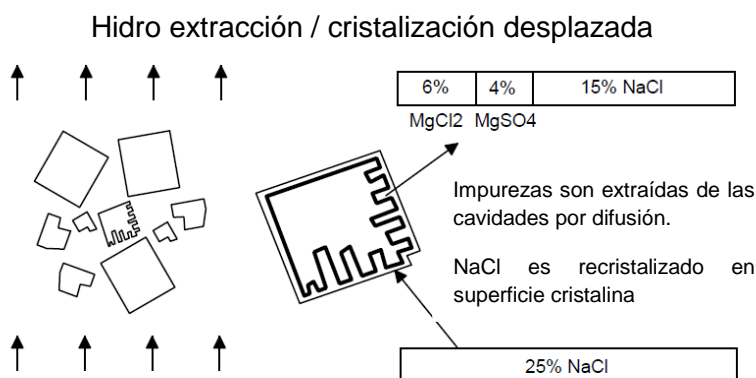 Hidro extracción / cristalización desplazada
6% 4% 15% NaCl
MgCl2 MgSO4
Impurezas son extraídas de las
cavidades por difusión.
NaCl es recristalizado en
superficie cristalina
25% NaCl